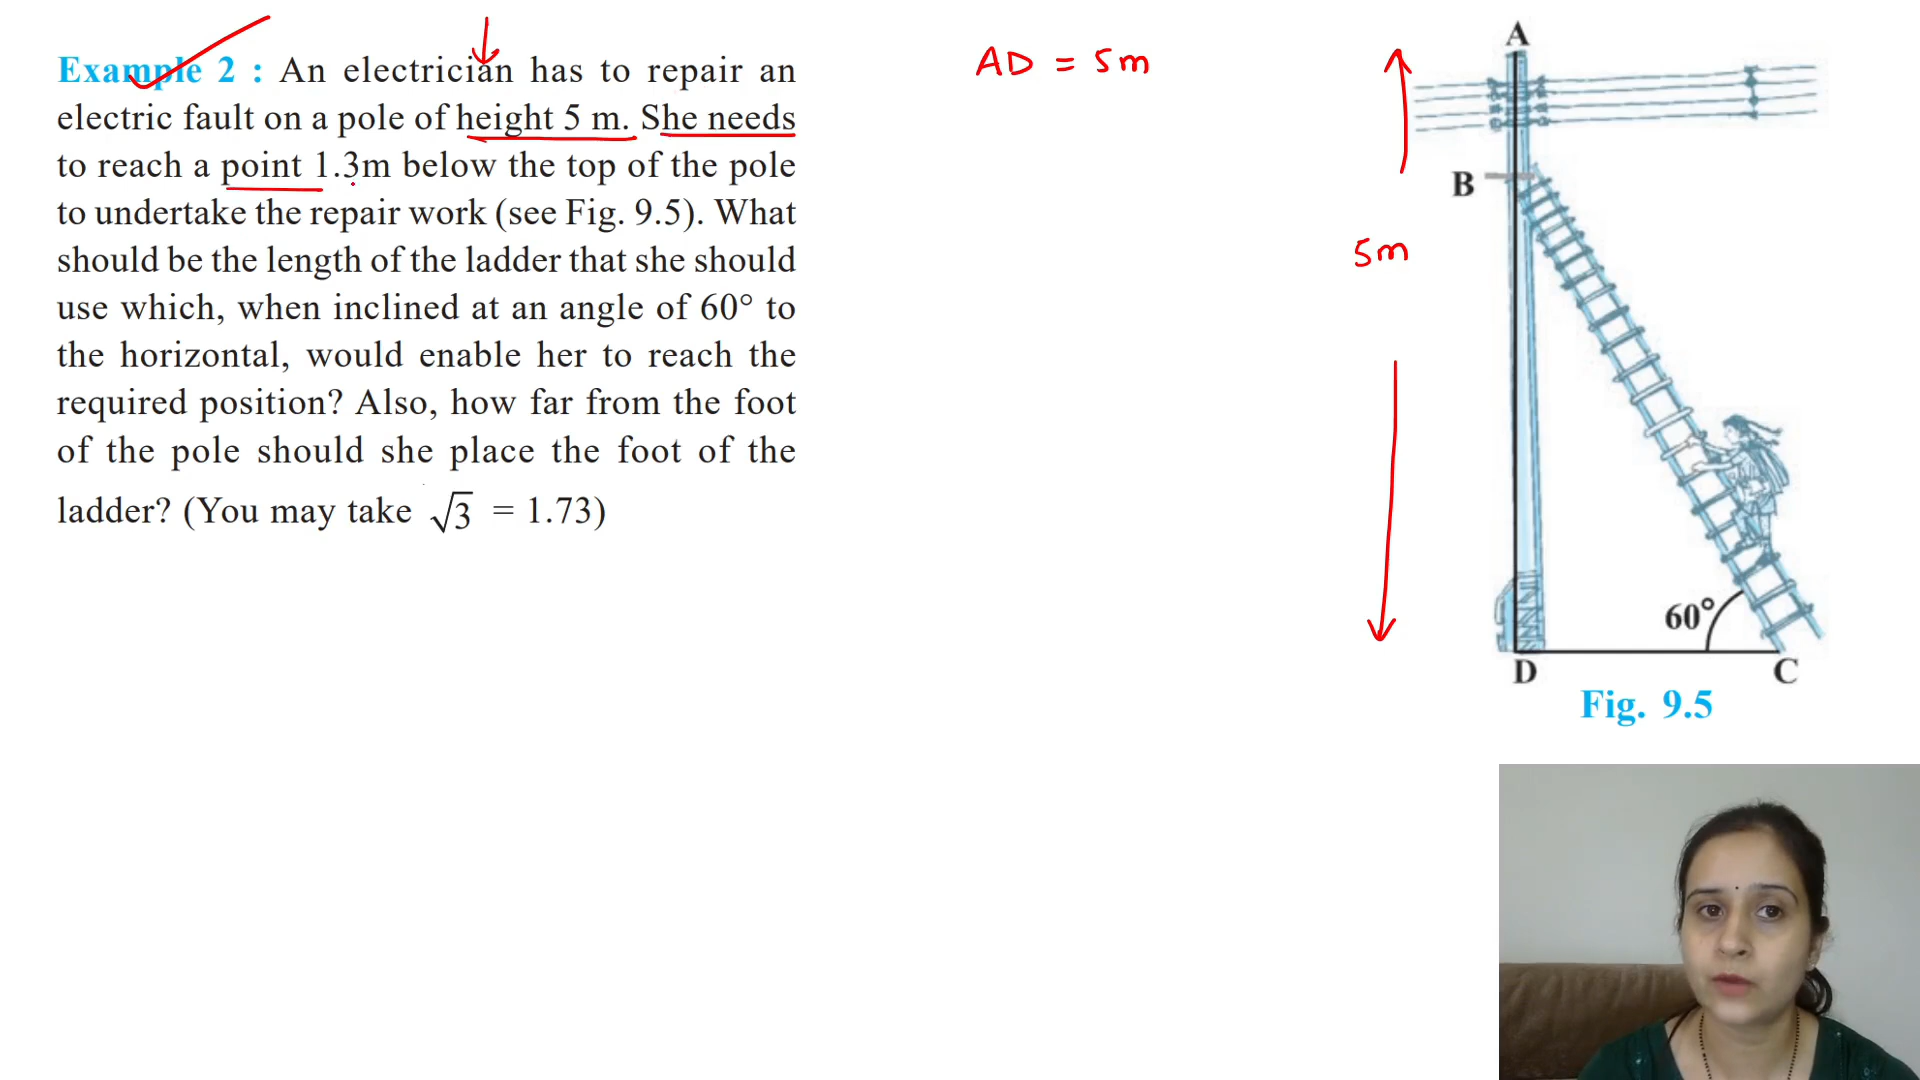 Example 2 : An electrician has to repair an
electric fault on a pole of height 5 m. She needs
to reach a point 1.3m below the top of the pole
to undertake the repair work (see Fig. 9.5). What
should be the length of the ladder that she should
use which, when inclined at an angle of 60° to
the horizontal, would enable her to reach the
required position? Also, how far from the foot
of the pole should she place the foot of the
ladder? (You may take √3 = 1.73)
AD = 5m
A
B
5m
60°
D
C
Fig. 9.5